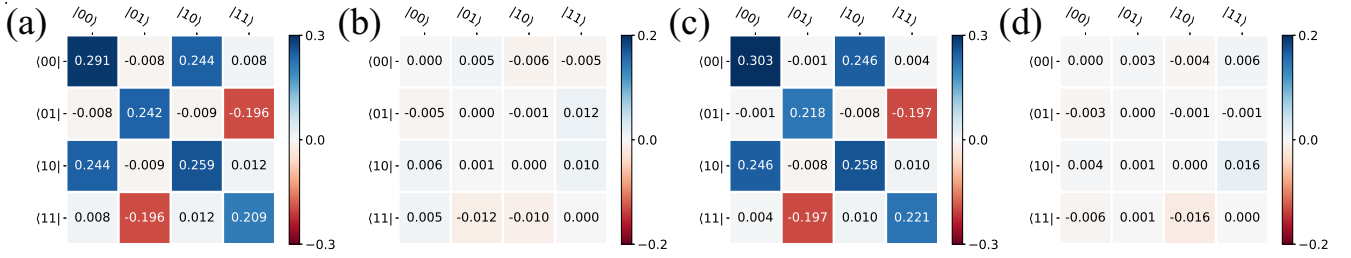 (a) |00⟩ |01⟩ |10⟩ |11⟩
⟨00| 0.291 -0.008 0.244 0.008
⟨01| -0.008 0.242 -0.009 -0.196
⟨10| 0.244 -0.009 0.259 0.012
⟨11| 0.008 -0.196 0.012 0.209
0.3
0.0
−0.3
(b) |00⟩ |01⟩ |10⟩ |11⟩
⟨00| 0.000 0.005 -0.006 -0.005
⟨01| -0.005 0.000 -0.001 0.012
⟨10| 0.006 0.001 0.000 0.010
⟨11| 0.005 -0.012 -0.010 0.000
0.2
0.0
−0.2
(c) |00⟩ |01⟩ |10⟩ |11⟩
⟨00| 0.303 -0.001 0.246 0.004
⟨01| -0.001 0.218 -0.008 -0.197
⟨10| 0.246 -0.008 0.258 0.010
⟨11| 0.004 -0.197 0.010 0.221
0.3
0.0
−0.3
(d) |00⟩ |01⟩ |10⟩ |11⟩
⟨00| 0.000 0.003 -0.004 0.006
⟨01| -0.003 0.000 -0.001 -0.001
⟨10| 0.004 0.001 0.000 0.016
⟨11| -0.006 0.001 -0.016 0.000
0.2
0.0
−0.2